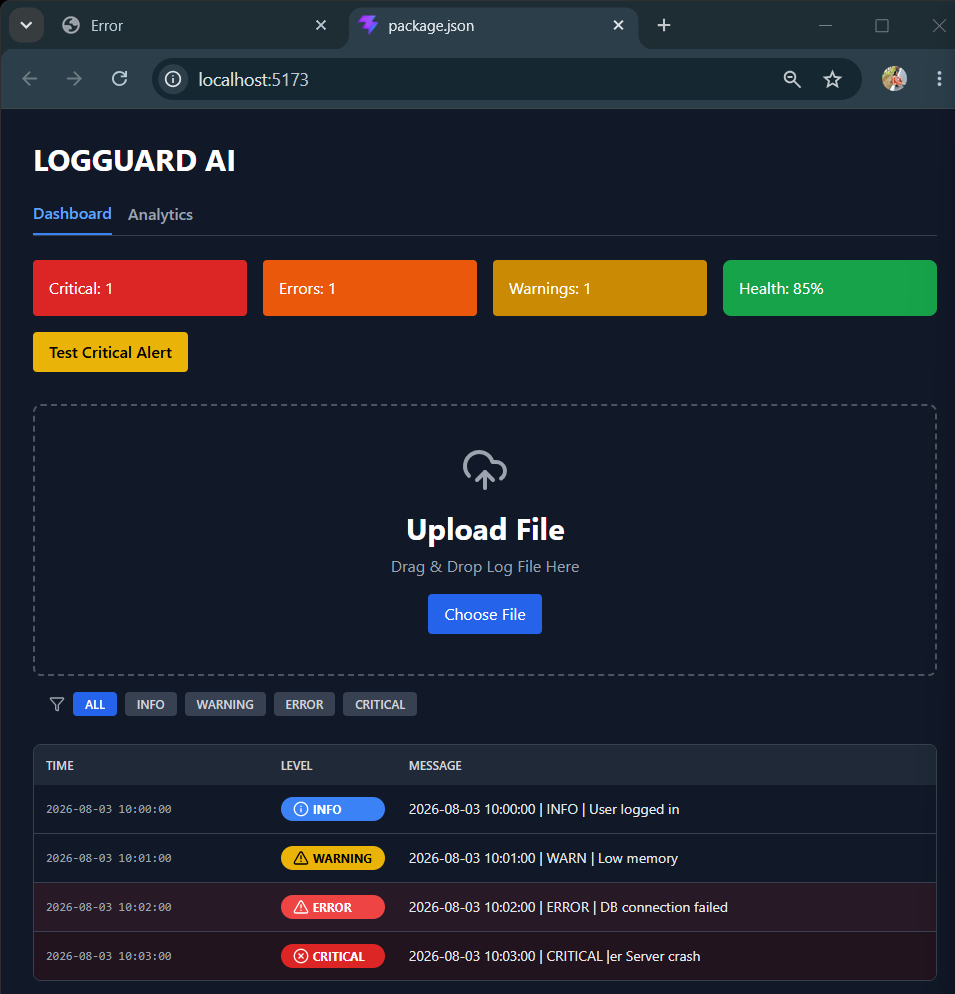 Error
package.json
localhost:5173
LOGGUARD AI
Dashboard Analytics
Critical: 1 Errors: 1 Warnings: 1 Health: 85%
Test Critical Alert
Upload File
Drag & Drop Log File Here
Choose File
ALL INFO WARNING ERROR CRITICAL
TIME LEVEL MESSAGE
2026-08-03 10:00:00 INFO 2026-08-03 10:00:00 | INFO | User logged in
2026-08-03 10:01:00 WARNING 2026-08-03 10:01:00 | WARN | Low memory
2026-08-03 10:02:00 ERROR 2026-08-03 10:02:00 | ERROR | DB connection failed
2026-08-03 10:03:00 CRITICAL 2026-08-03 10:03:00 | CRITICAL |er Server crash